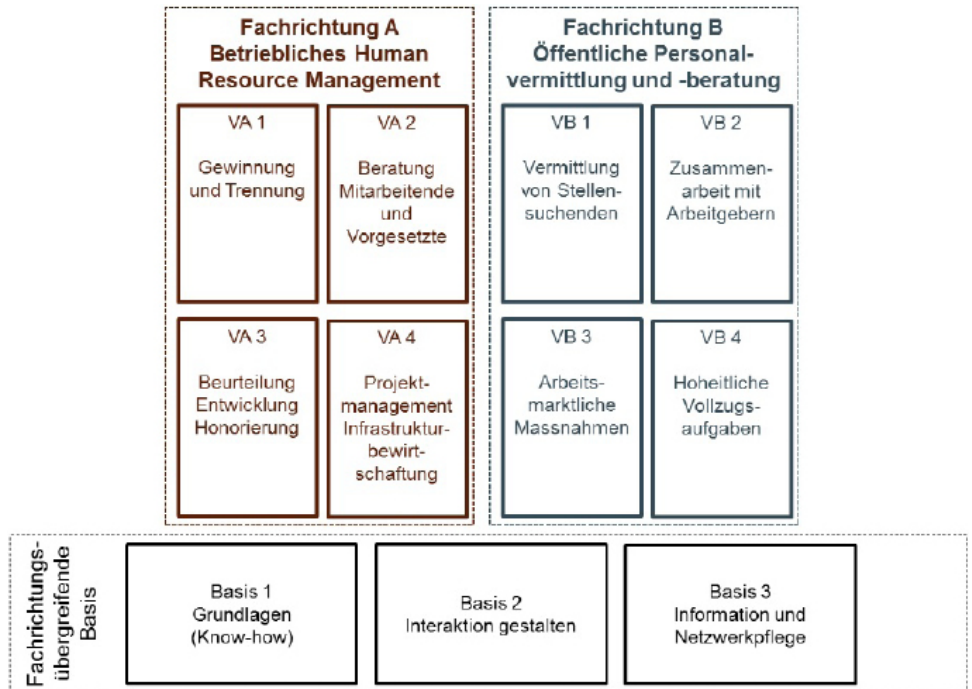 Fachrichtung A
Betriebliches Human
Resource Management
VA 1
Gewinnung
und Trennung
VA 2
Beratung
Mitarbeitende
und
Vorgesetzte
VA 3
Beurteilung
Entwicklung
Honorierung
VA 4
Projekt-
management
Infrastruktur-
bewirt-
schaftung
Fachrichtung B
Öffentliche Personal-
vermittlung und -beratung
VB 1
Vermittlung
von Stellen-
suchenden
VB 2
Zusammen-
arbeit mit
Arbeitgebern
VB 3
Arbeits-
marktliche
Massnahmen
VB 4
Hoheitliche
Vollzugs-
aufgaben
Fachrichtungs-
übergreifende
Basis
Basis 1
Grundlagen
(Know-how)
Basis 2
Interaktion gestalten
Basis 3
Information und
Netzwerkpflege